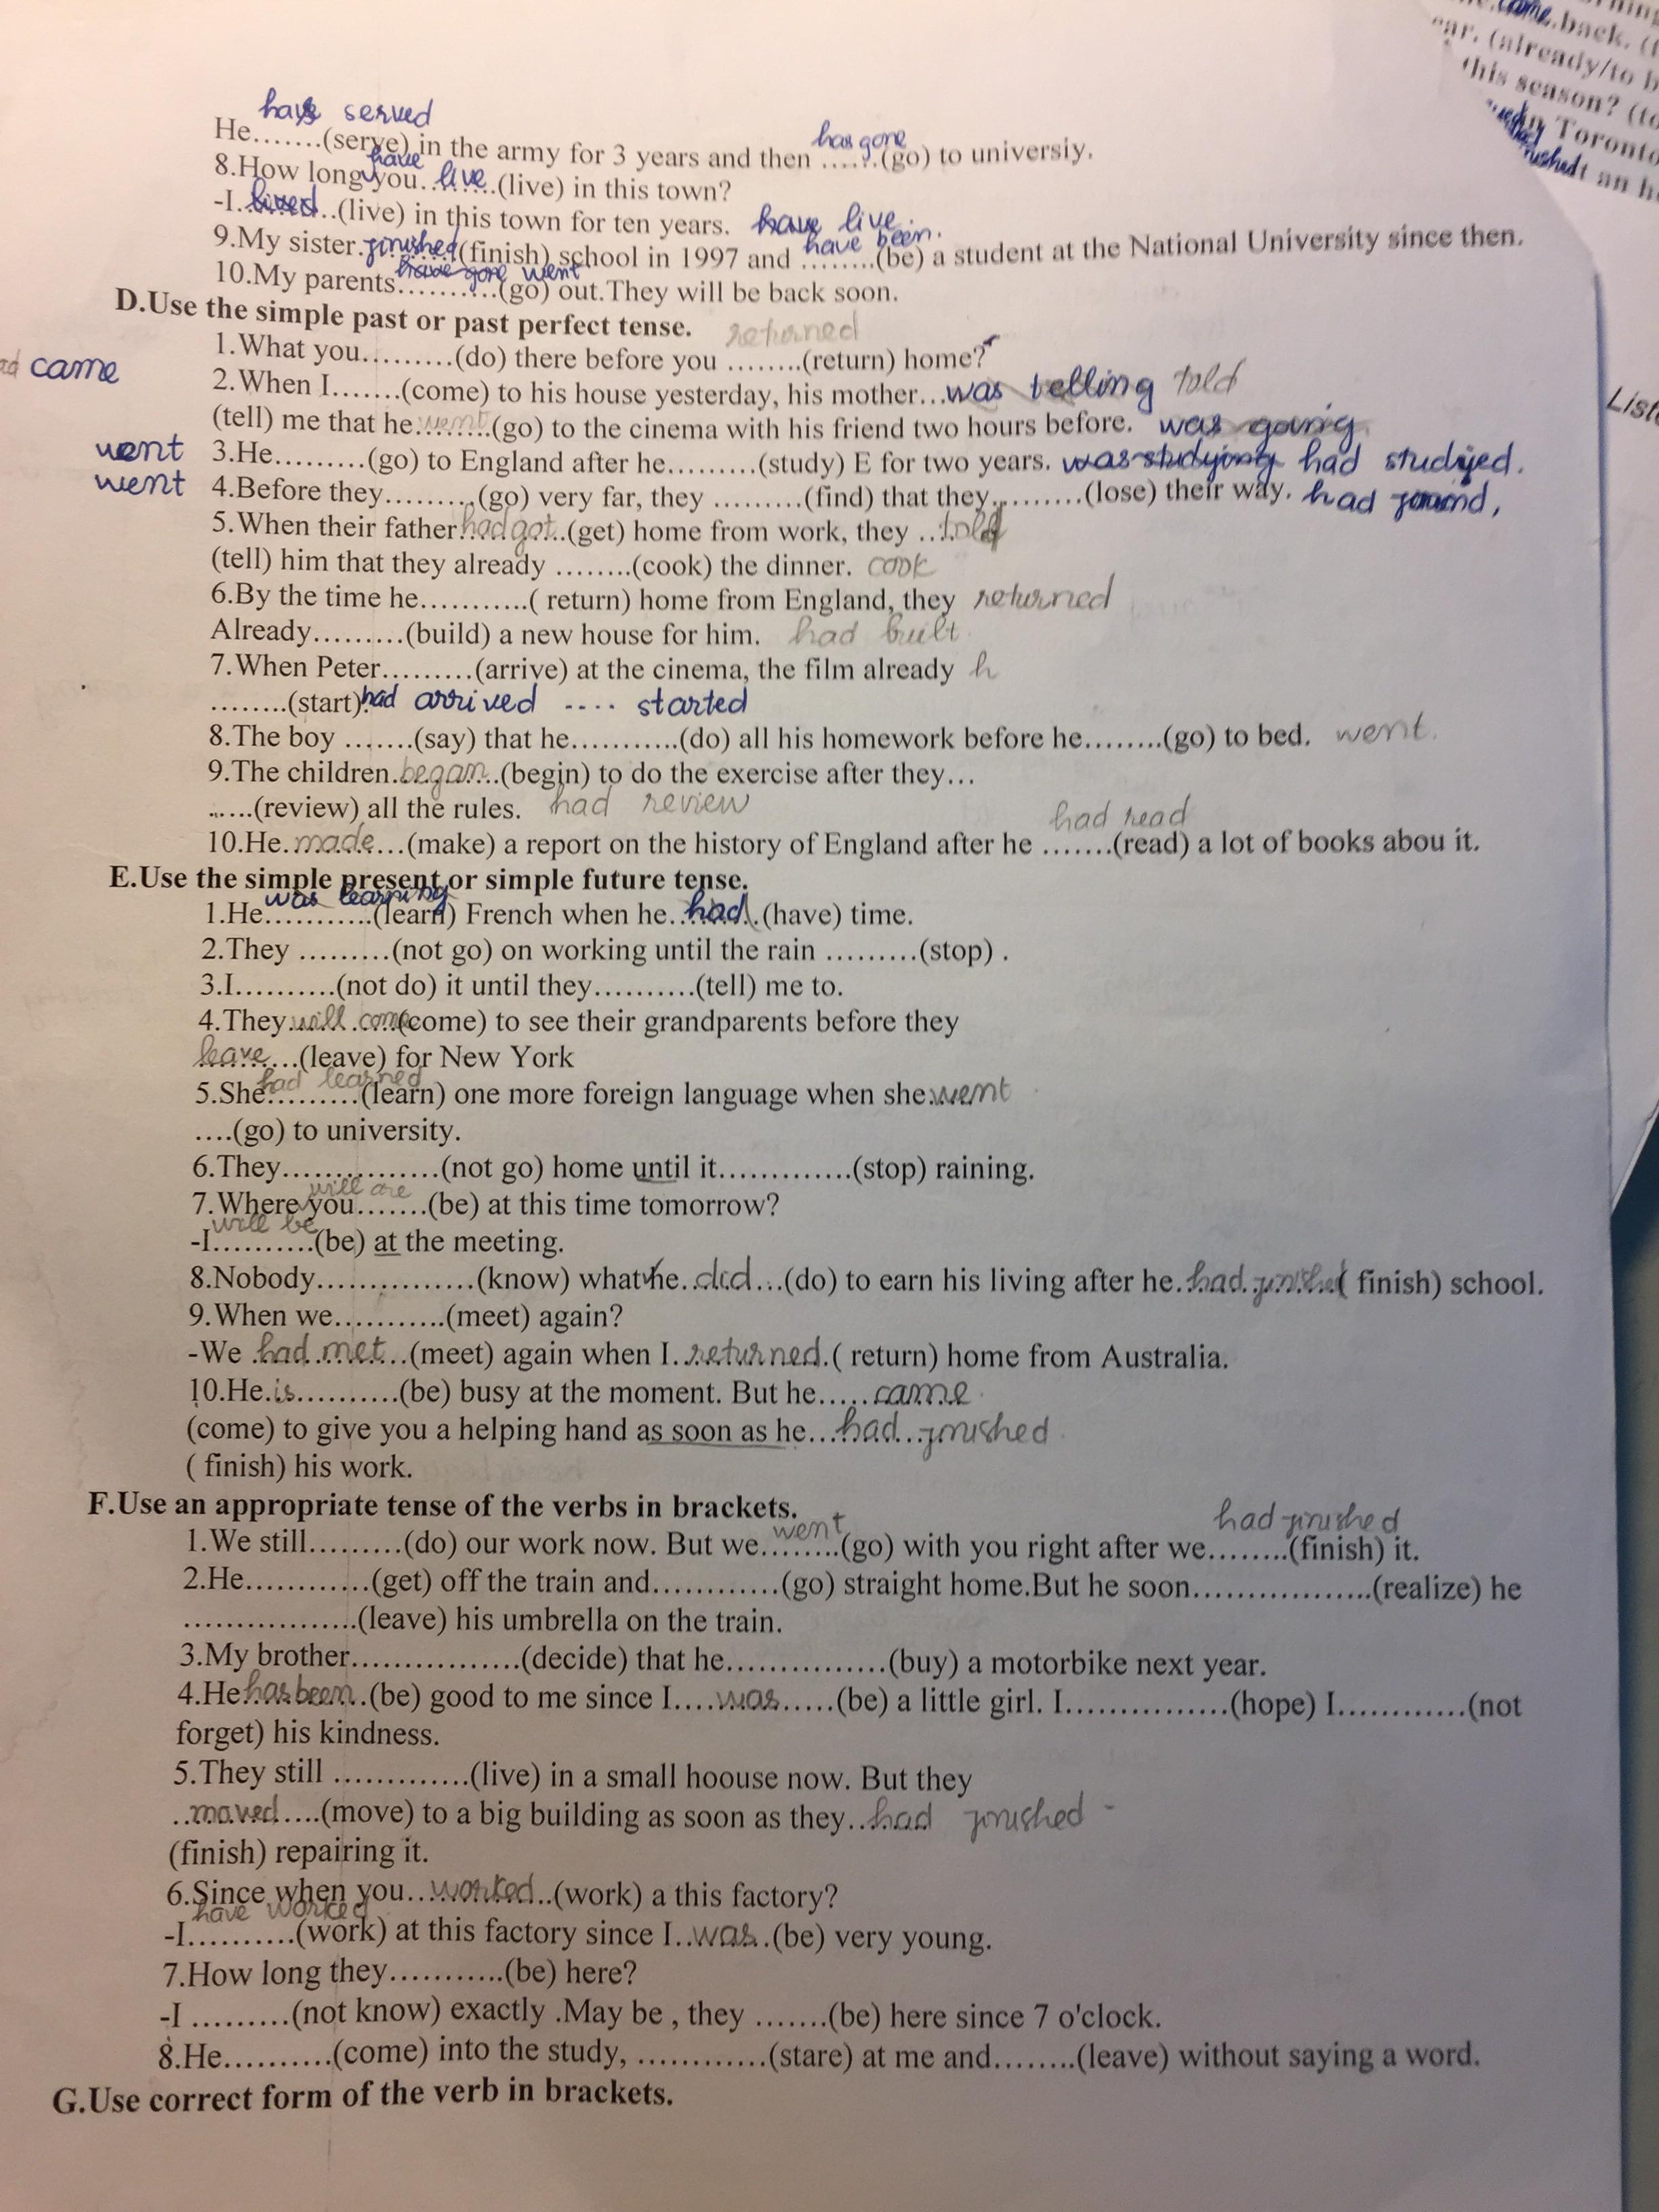 came back. (
ar. (already/to b
this season? (to
in Toronto
t an h
have served
has gone
He.......(serve) in the army for 3 years and then ......(go) to universiy.
have
8.How long you..live..(live) in this town?
-I..lived..(live) in this town for ten years. have live.
have been.
9.My sister.finished(finish) school in 1997 and ........(be) a student at the National University since then.
have gone went
10.My parents...........(go) out.They will be back soon.
D.Use the simple past or past perfect tense. returned
1.What you.........(do) there before you ........(return) home?
came
2.When I.......(come) to his house yesterday, his mother...was telling told
(tell) me that he..went..(go) to the cinema with his friend two hours before. was going
went 3.He.........(go) to England after he.........(study) E for two years. was studying had studyed.
went 4.Before they.........(go) very far, they .........(find) that they..........(lose) their way. had found,
5.When their father.had got..(get) home from work, they ...told
(tell) him that they already ........(cook) the dinner. cook
6.By the time he...........( return) home from England, they returned
Already.........(build) a new house for him. had built
7.When Peter.........(arrive) at the cinema, the film already h
........(start).had arrived .... started
8.The boy .......(say) that he...........(do) all his homework before he........(go) to bed. went.
9.The children.began...(begin) to do the exercise after they...
......(review) all the rules. had review
had read
10.He.made...(make) a report on the history of England after he .......(read) a lot of books abou it.
E.Use the simple present or simple future tense.
was learning
1.He...........(learn) French when he..had..(have) time.
2.They .........(not go) on working until the rain .........(stop) .
3.I..........(not do) it until they..........(tell) me to.
4.They.will come(come) to see their grandparents before they
leave...(leave) for New York
had learned
5.She.........(learn) one more foreign language when she.went
....(go) to university.
6.They...............(not go) home until it.............(stop) raining.
will are
7.Where you.......(be) at this time tomorrow?
will be
-I..........(be) at the meeting.
8.Nobody...............(know) what he..did...(do) to earn his living after he.had finished( finish) school.
9.When we...........(meet) again?
-We had met...(meet) again when I..returned.( return) home from Australia.
10.He.is..........(be) busy at the moment. But he.....came
(come) to give you a helping hand as soon as he...had...finished
( finish) his work.
F.Use an appropriate tense of the verbs in brackets.
went had finished
1.We still.........(do) our work now. But we........(go) with you right after we........(finish) it.
2.He............(get) off the train and............(go) straight home.But he soon.................(realize) he
.................(leave) his umbrella on the train.
3.My brother................(decide) that he...............(buy) a motorbike next year.
4.He has been..(be) good to me since I....was.....(be) a little girl. I................(hope) I............(not
forget) his kindness.
5.They still .............(live) in a small hoouse now. But they
..moved....(move) to a big building as soon as they..had finished -
(finish) repairing it.
6.Since when you...worked..(work) a this factory?
have worked
-I..........(work) at this factory since I..was..(be) very young.
7.How long they...........(be) here?
-I .........(not know) exactly .May be , they .......(be) here since 7 o'clock.
8.He..........(come) into the study, ............(stare) at me and........(leave) without saying a word.
G.Use correct form of the verb in brackets.